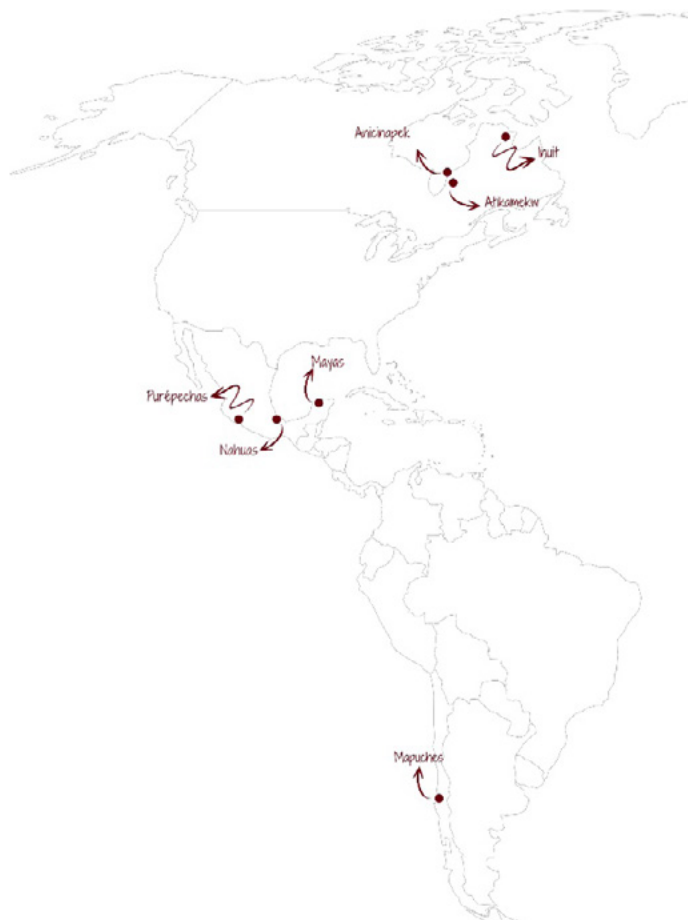 Anicinapek
Inuit
Atikamekw
Mayas
Purépechas
Nahuas
Mapuches